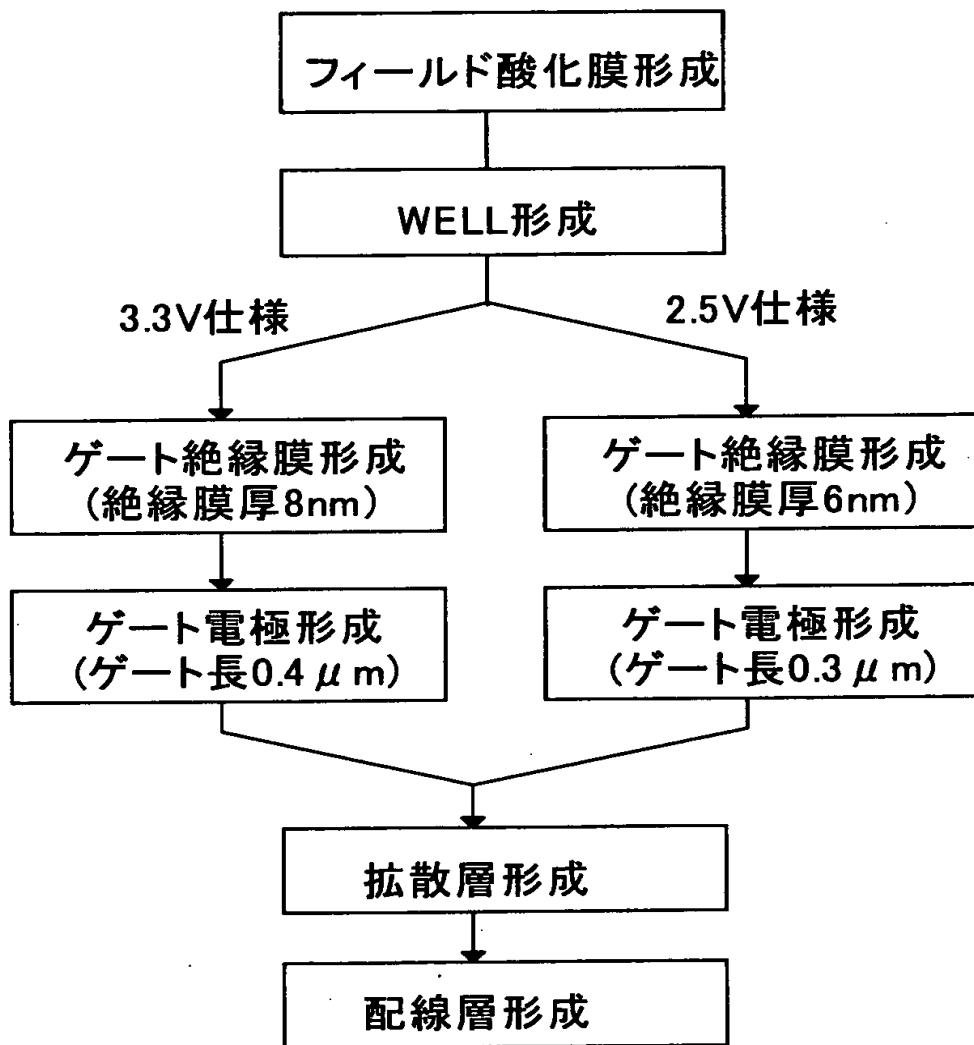 フィールド酸化膜形成
WELL形成
3.3V仕様
2.5V仕様
ゲート絶縁膜形成
(絶縁膜厚8nm)
ゲート絶縁膜形成
(絶縁膜厚6nm)
ゲート電極形成
(ゲート長0.4μm)
ゲート電極形成
(ゲート長0.3μm)
拡散層形成
配線層形成